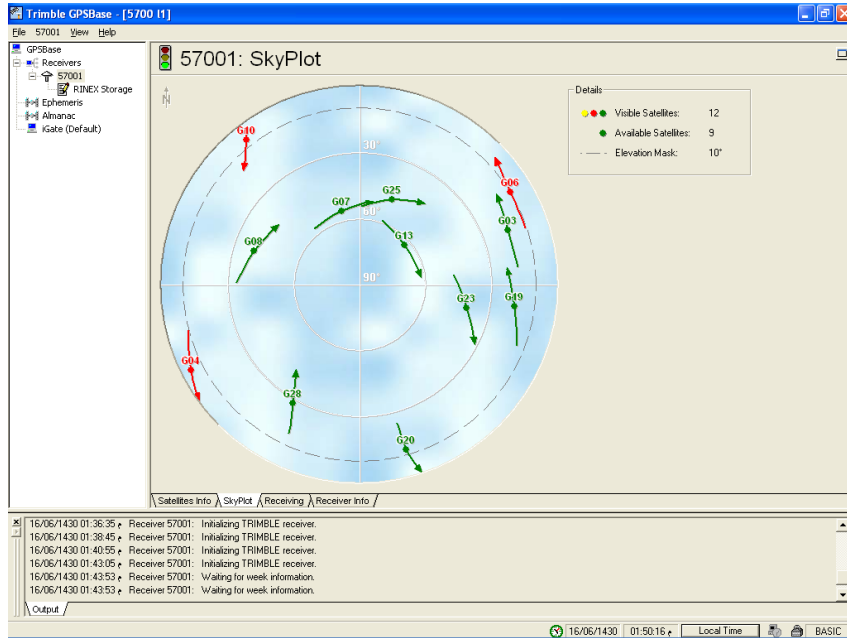 Trimble GPSBase - [5700 I1]
File 57001 View Help
GPSBase
Receivers
57001
RINEX Storage
Ephemeris
Almanac
iGate (Default)
57001: SkyPlot
N
G40
30°
G06
G07
G25
60°
G03
G08
G13
90°
G23
G49
G04
G28
G20
Details
Visible Satellites: 12
Available Satellites: 9
Elevation Mask: 10°
Satellites Info SkyPlot Receiving Receiver Info
16/06/1430 01:36:35 م Receiver 57001: Initializing TRIMBLE receiver.
16/06/1430 01:38:45 م Receiver 57001: Initializing TRIMBLE receiver.
16/06/1430 01:40:55 م Receiver 57001: Initializing TRIMBLE receiver.
16/06/1430 01:43:05 م Receiver 57001: Initializing TRIMBLE receiver.
16/06/1430 01:43:53 م Receiver 57001: Waiting for week information.
16/06/1430 01:43:53 م Receiver 57001: Waiting for week information.
Output
16/06/1430 01:50:16 م Local Time BASIC